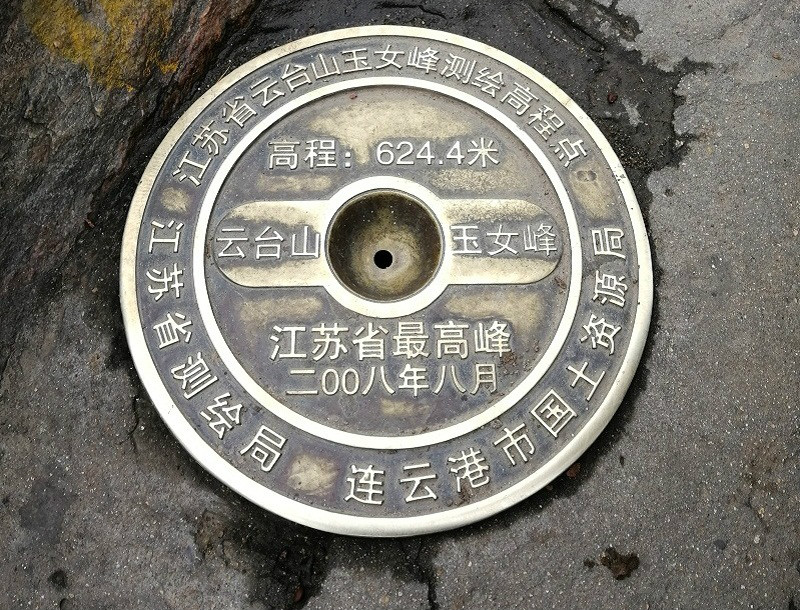 江苏省云台山玉女峰测绘高程点
高程：624.4米
云台山 玉女峰
江苏省最高峰
二00八年八月
江苏省测绘局 连云港市国土资源局